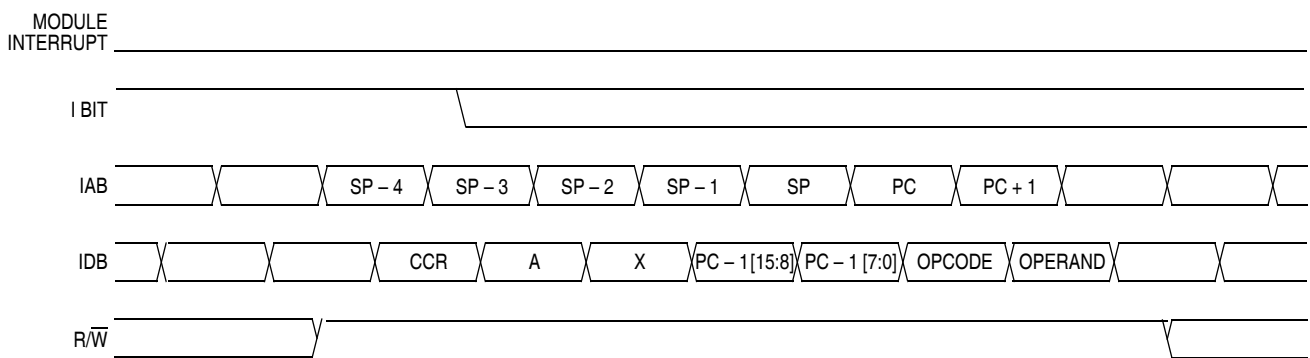 MODULE
INTERRUPT
I BIT
IAB SP – 4 SP – 3 SP – 2 SP – 1 SP PC PC + 1
IDB CCR A X PC – 1[15:8] PC – 1 [7:0] OPCODE OPERAND
R/W̅